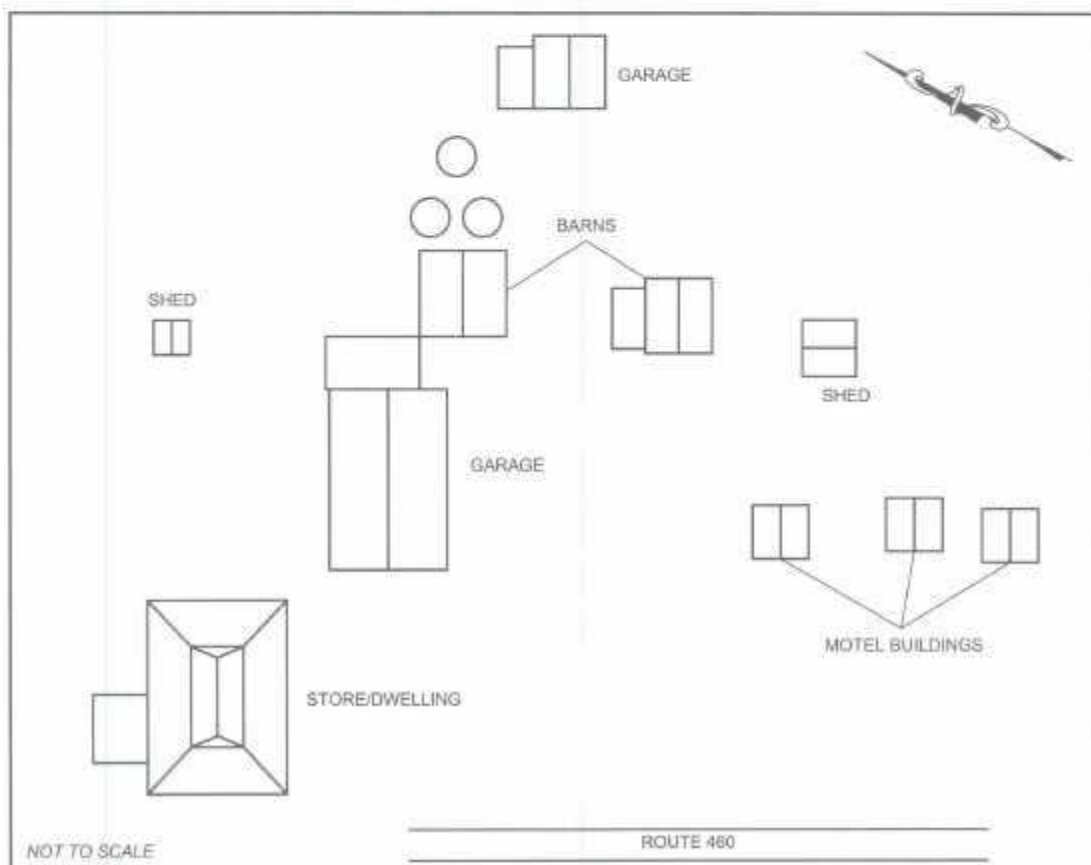 GARAGE
BARNS
SHED
SHED
GARAGE
MOTEL BUILDINGS
STORE/DWELLING
ROUTE 460
NOT TO SCALE